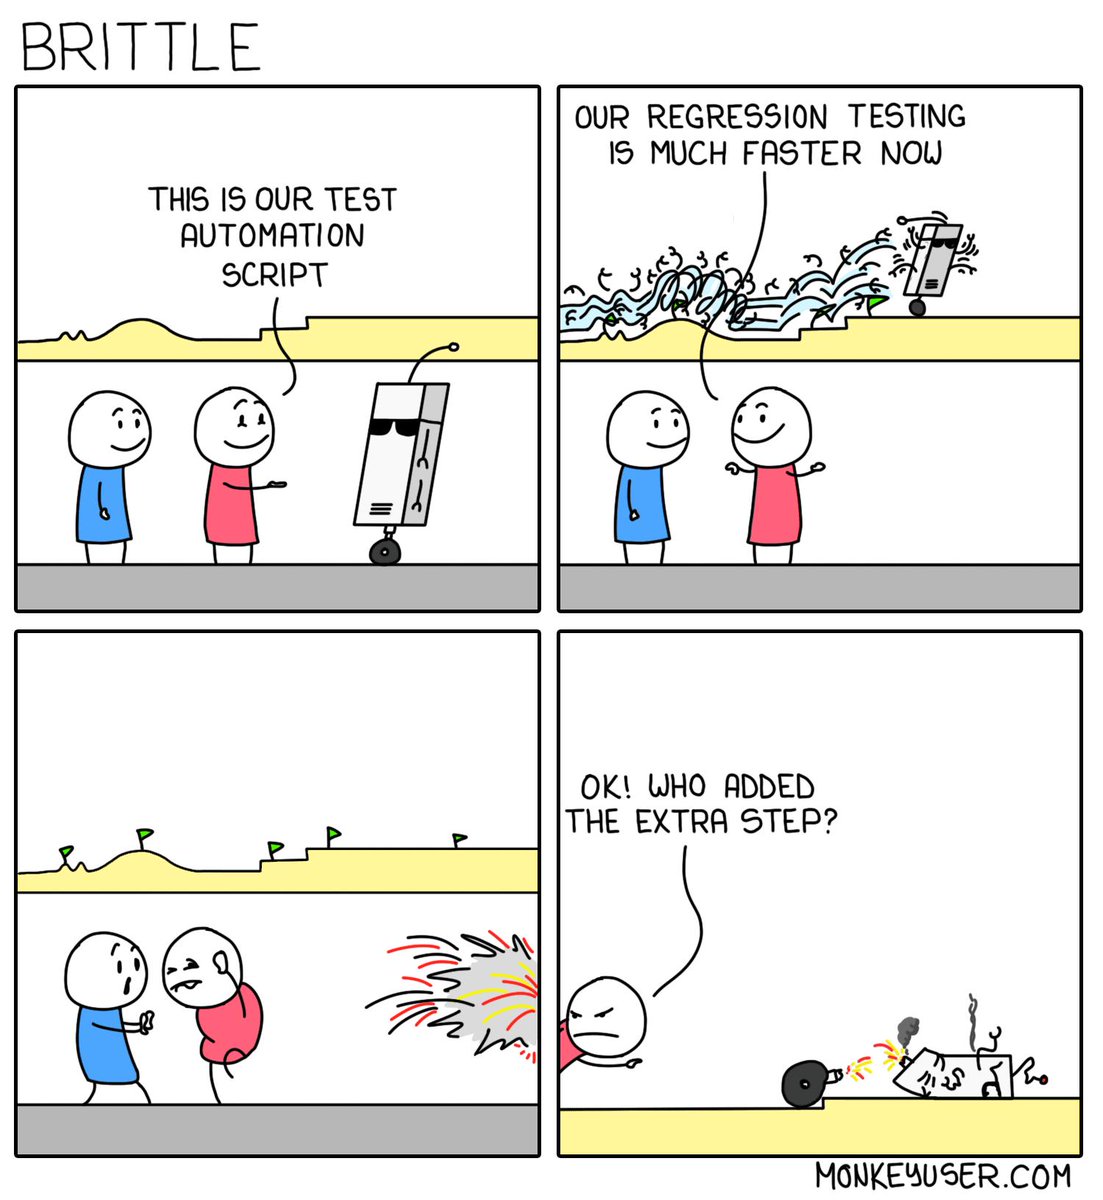 BRITTLE
THIS IS OUR TEST
AUTOMATION
SCRIPT
OUR REGRESSION TESTING
IS MUCH FASTER NOW
OK! WHO ADDED
THE EXTRA STEP?
MONKEYUSER.COM